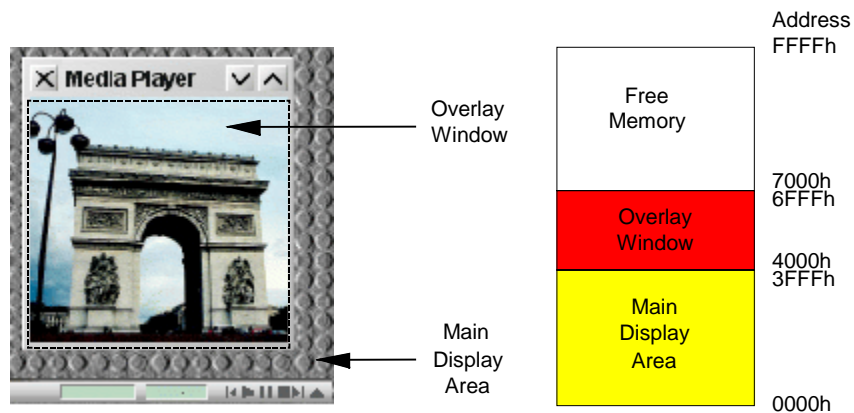 Media Player
Overlay
Window
Main
Display
Area
Address
FFFFh
Free
Memory
7000h
6FFFh
Overlay
Window
4000h
3FFFh
Main
Display
Area
0000h